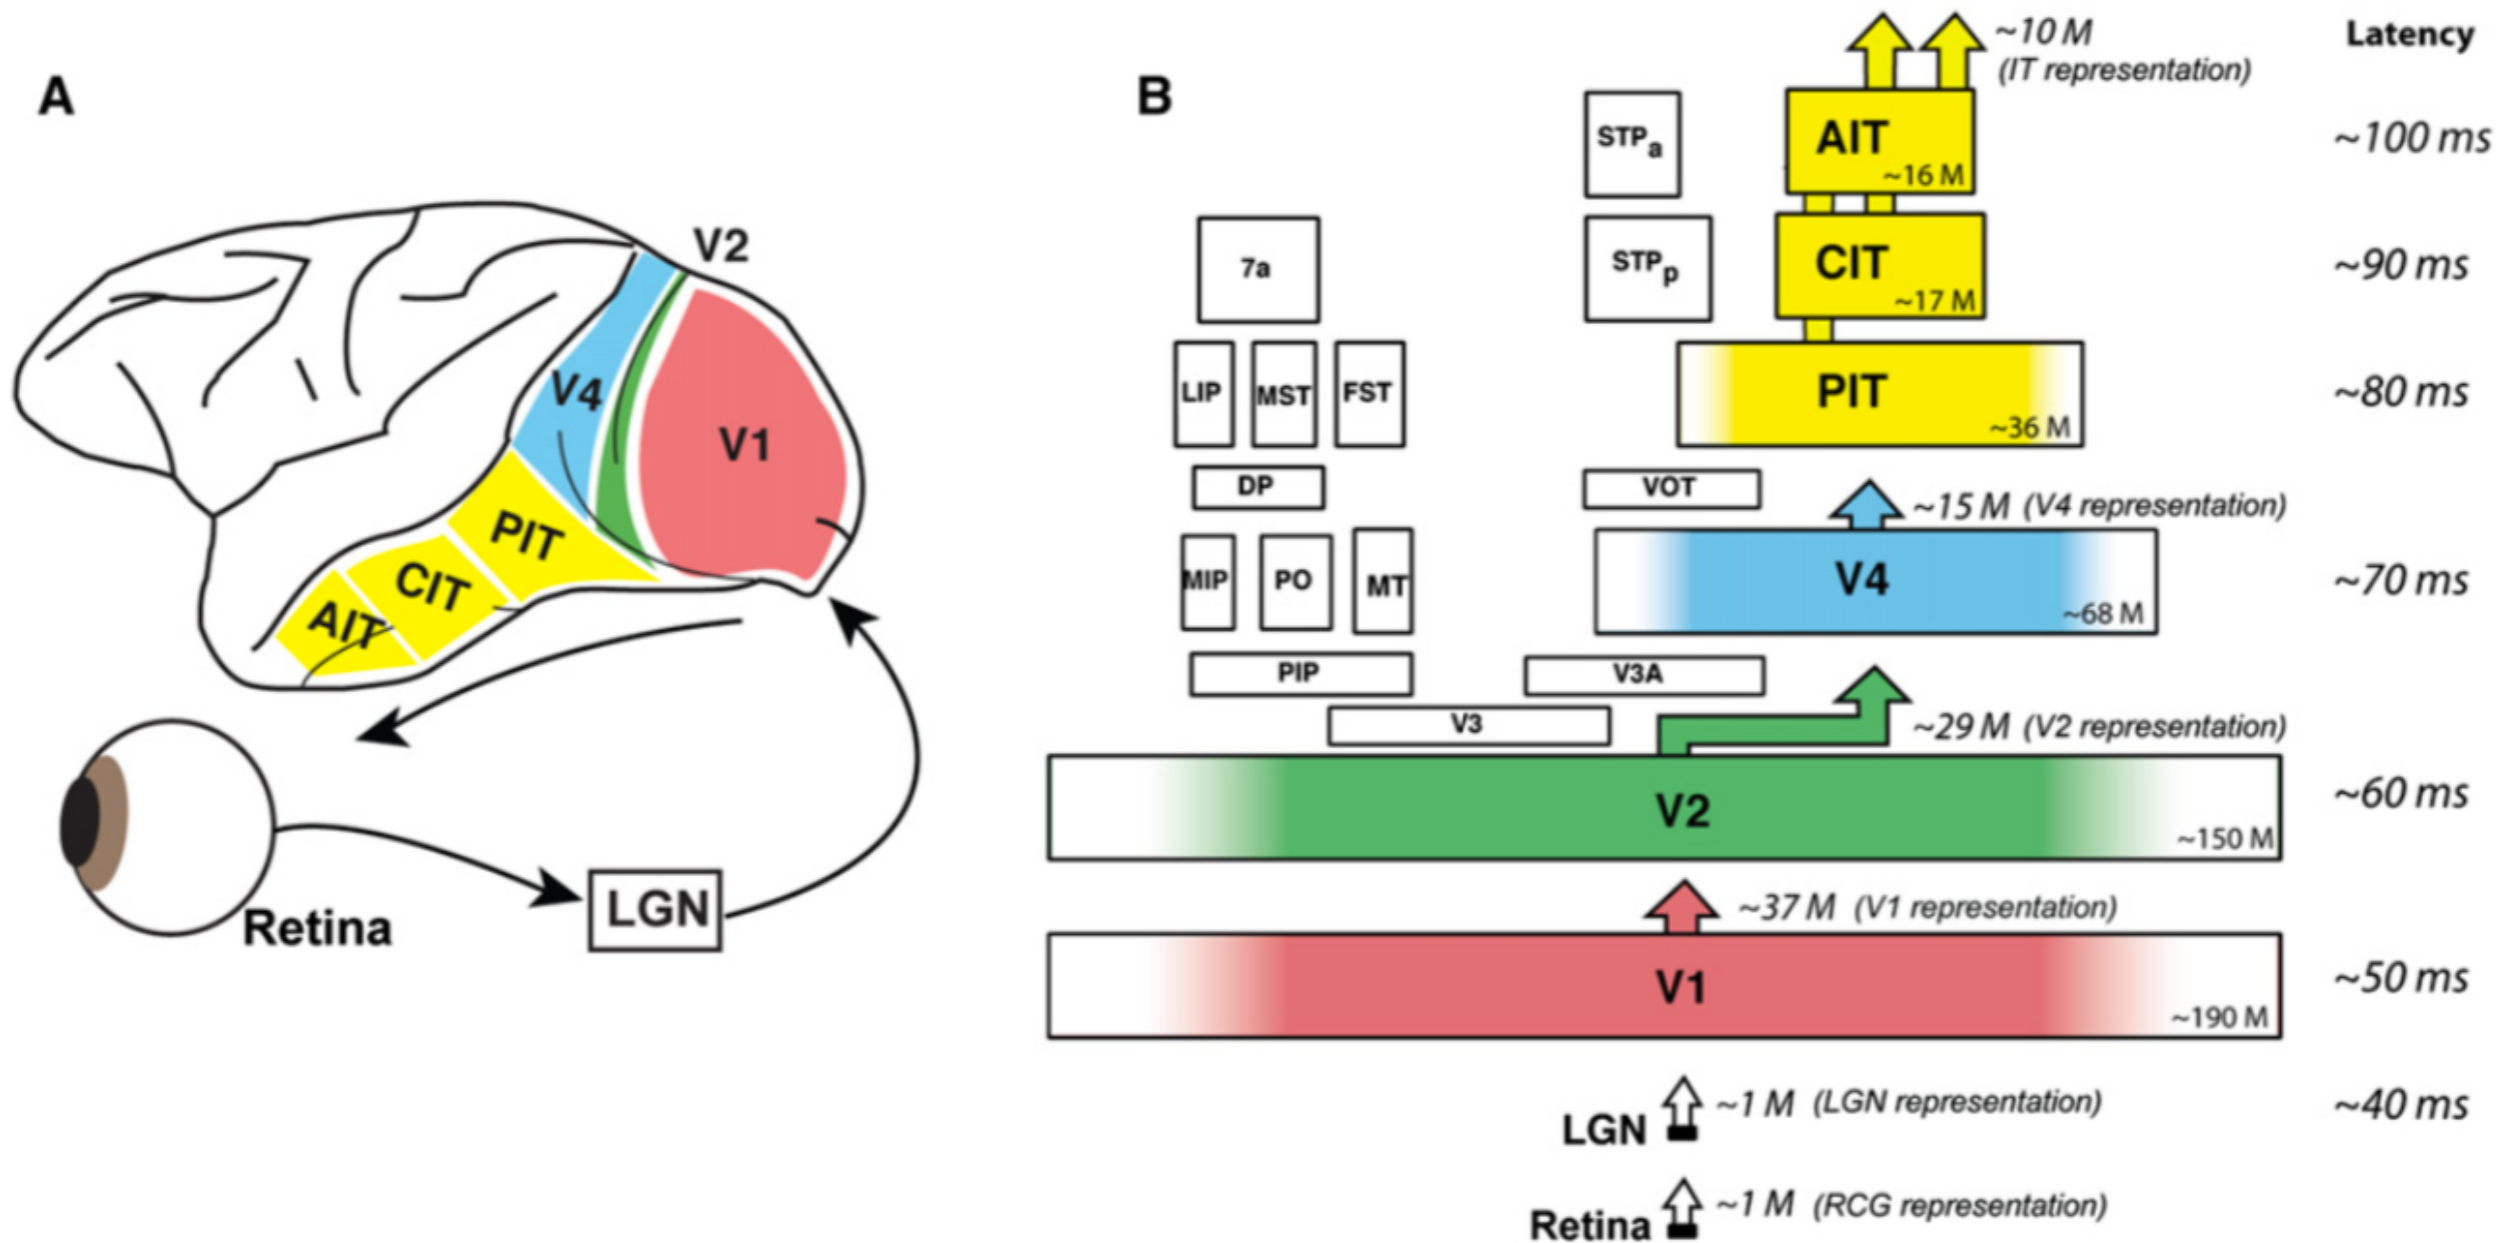 A
V2
V4
V1
PIT
CIT
AIT
Retina
LGN
B
Latency
~10 M
(IT representation)
STPa
AIT
~16 M
~100 ms
7a
STPp
CIT
~17 M
~90 ms
LIP
MST
FST
PIT
~36 M
~80 ms
DP
VOT
~15 M (V4 representation)
MIP
PO
MT
V4
~68 M
~70 ms
PIP
V3A
V3
~29 M (V2 representation)
V2
~150 M
~60 ms
~37 M (V1 representation)
V1
~190 M
~50 ms
LGN
~1 M (LGN representation)
~40 ms
Retina
~1 M (RCG representation)